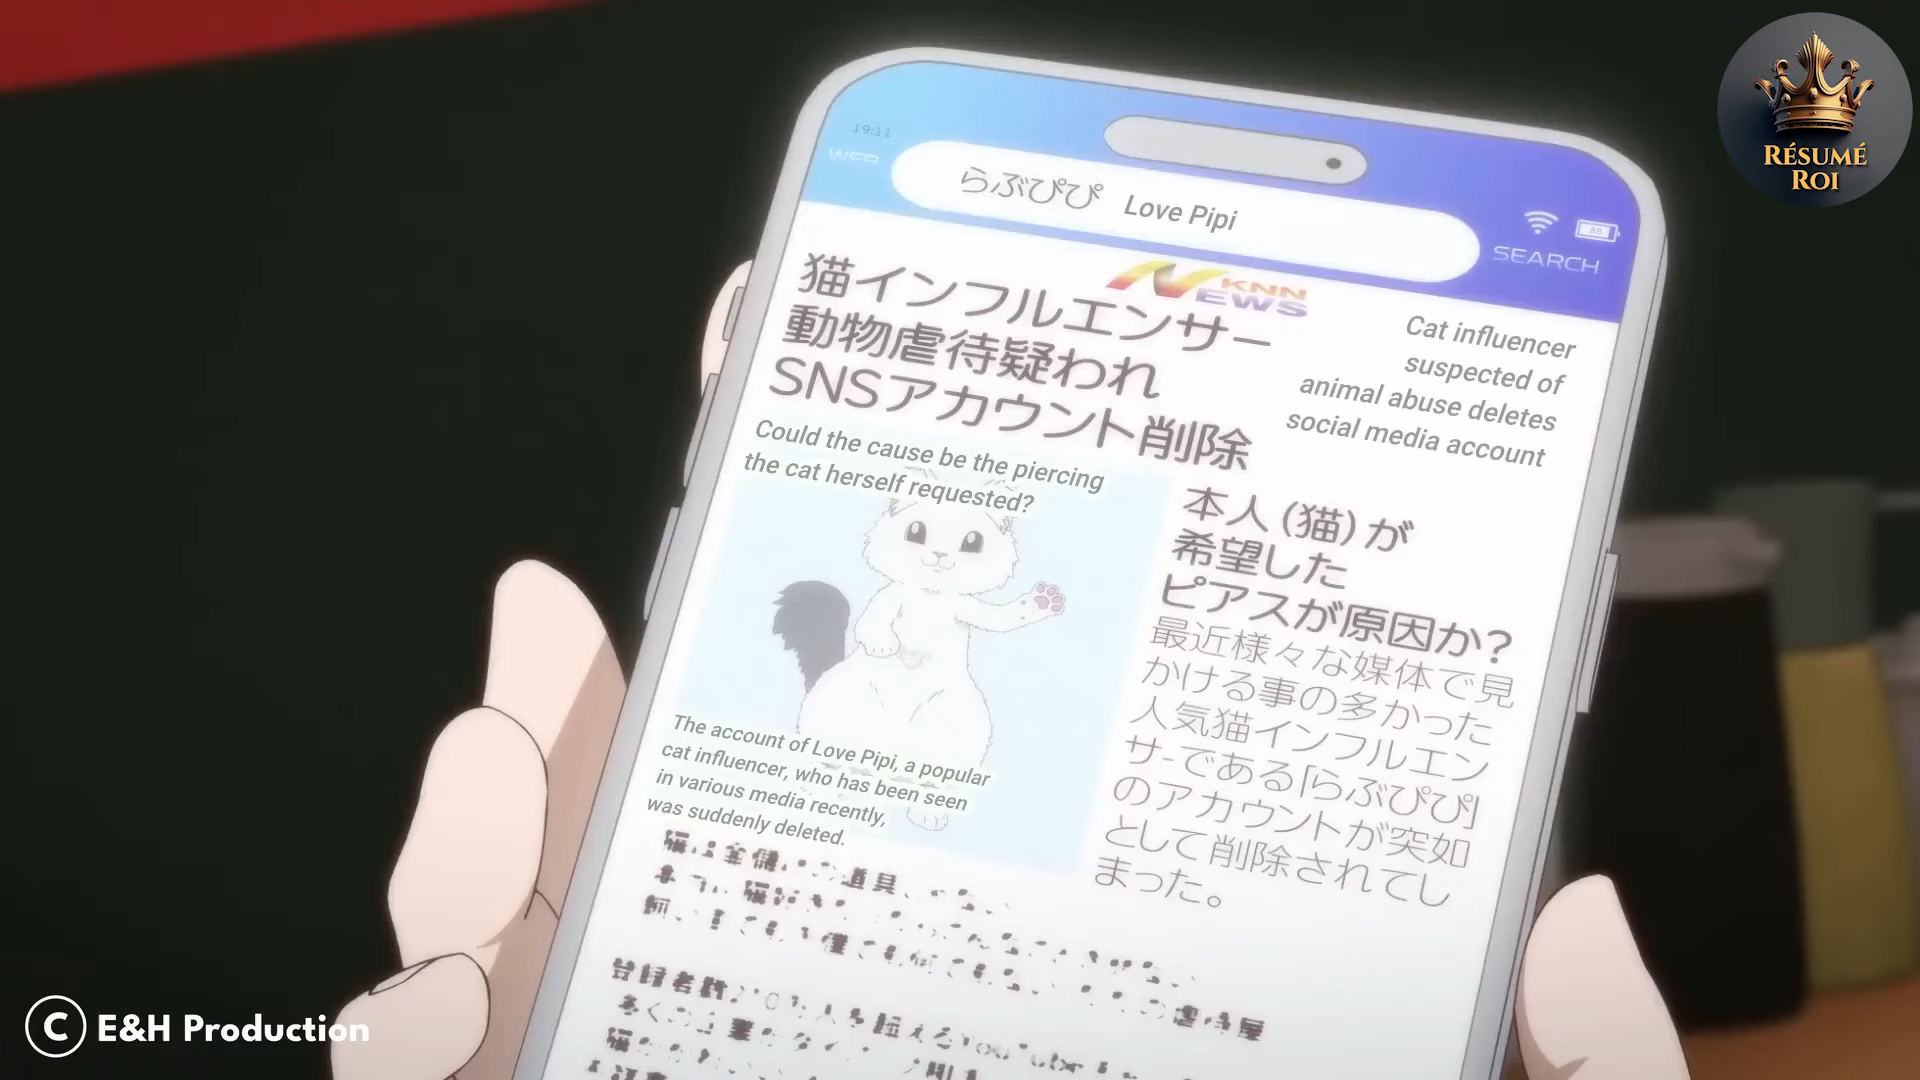 RÉSUMÉ
ROI
19:11
WEB
らぶぴぴ Love Pipi
88
SEARCH
KNN
NEWS
猫インフルエンサー
動物虐待疑われ
SNSアカウント削除
Cat influencer
suspected of
animal abuse deletes
social media account
Could the cause be the piercing
the cat herself requested?
本人(猫)が
希望した
ピアスが原因か?
最近様々な媒体で見
かける事の多かった
人気猫インフルエン
サーである「らぶぴぴ」
のアカウントが突如
として削除されてし
まった。
The account of Love Pipi, a popular
cat influencer, who has been seen
in various media recently,
was suddenly deleted.
C E&H Production